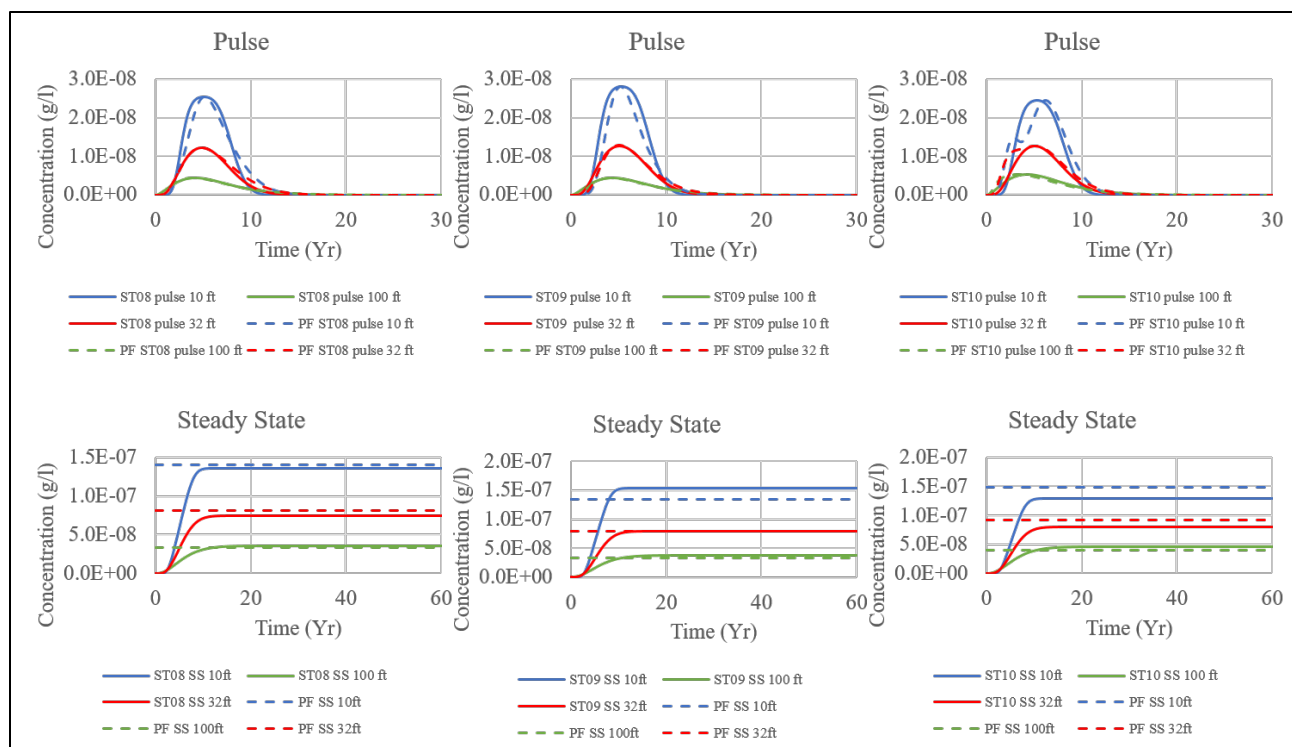 Pulse
Concentration (g/l)
3.0E-08
2.0E-08
1.0E-08
0.0E+00
0 10 20 30
Time (Yr)
ST08 pulse 10 ft ST08 pulse 100 ft
ST08 pulse 32 ft PF ST08 pulse 10 ft
PF ST08 pulse 100 ft PF ST08 pulse 32 ft
Pulse
Concentration (g/l)
3.0E-08
2.0E-08
1.0E-08
0.0E+00
0 10 20 30
Time (Yr)
ST09 pulse 10 ft ST09 pulse 100 ft
ST09 pulse 32 ft PF ST09 pulse 10 ft
PF ST09 pulse 100 ft PF ST09 pulse 32 ft
Pulse
Concentration (g/l)
3.0E-08
2.0E-08
1.0E-08
0.0E+00
0 10 20 30
Time (Yr)
ST10 pulse 10 ft ST10 pulse 100 ft
ST10 pulse 32 ft PF ST10 pulse 10 ft
PF ST10 pulse 100 ft PF ST10 pulse 32 ft
Steady State
Concentration (g/l)
1.5E-07
1.0E-07
5.0E-08
0.0E+00
0 20 40 60
Time (Yr)
ST08 SS 10ft ST08 SS 100 ft
ST08 SS 32ft PF SS 10ft
PF SS 100ft PF SS 32ft
Steady State
Concentration (g/l)
2.0E-07
1.5E-07
1.0E-07
5.0E-08
0.0E+00
0 20 40 60
Time (Yr)
ST09 SS 10ft ST09 SS 100 ft
ST09 SS 32ft PF SS 10ft
PF SS 100ft PF SS 32ft
Steady State
Concentration (g/l)
2.0E-07
1.5E-07
1.0E-07
5.0E-08
0.0E+00
0 20 40 60
Time (Yr)
ST10 SS 10ft ST10 SS 100 ft
ST10 SS 32ft PF SS 10ft
PF SS 100ft PF SS 32ft